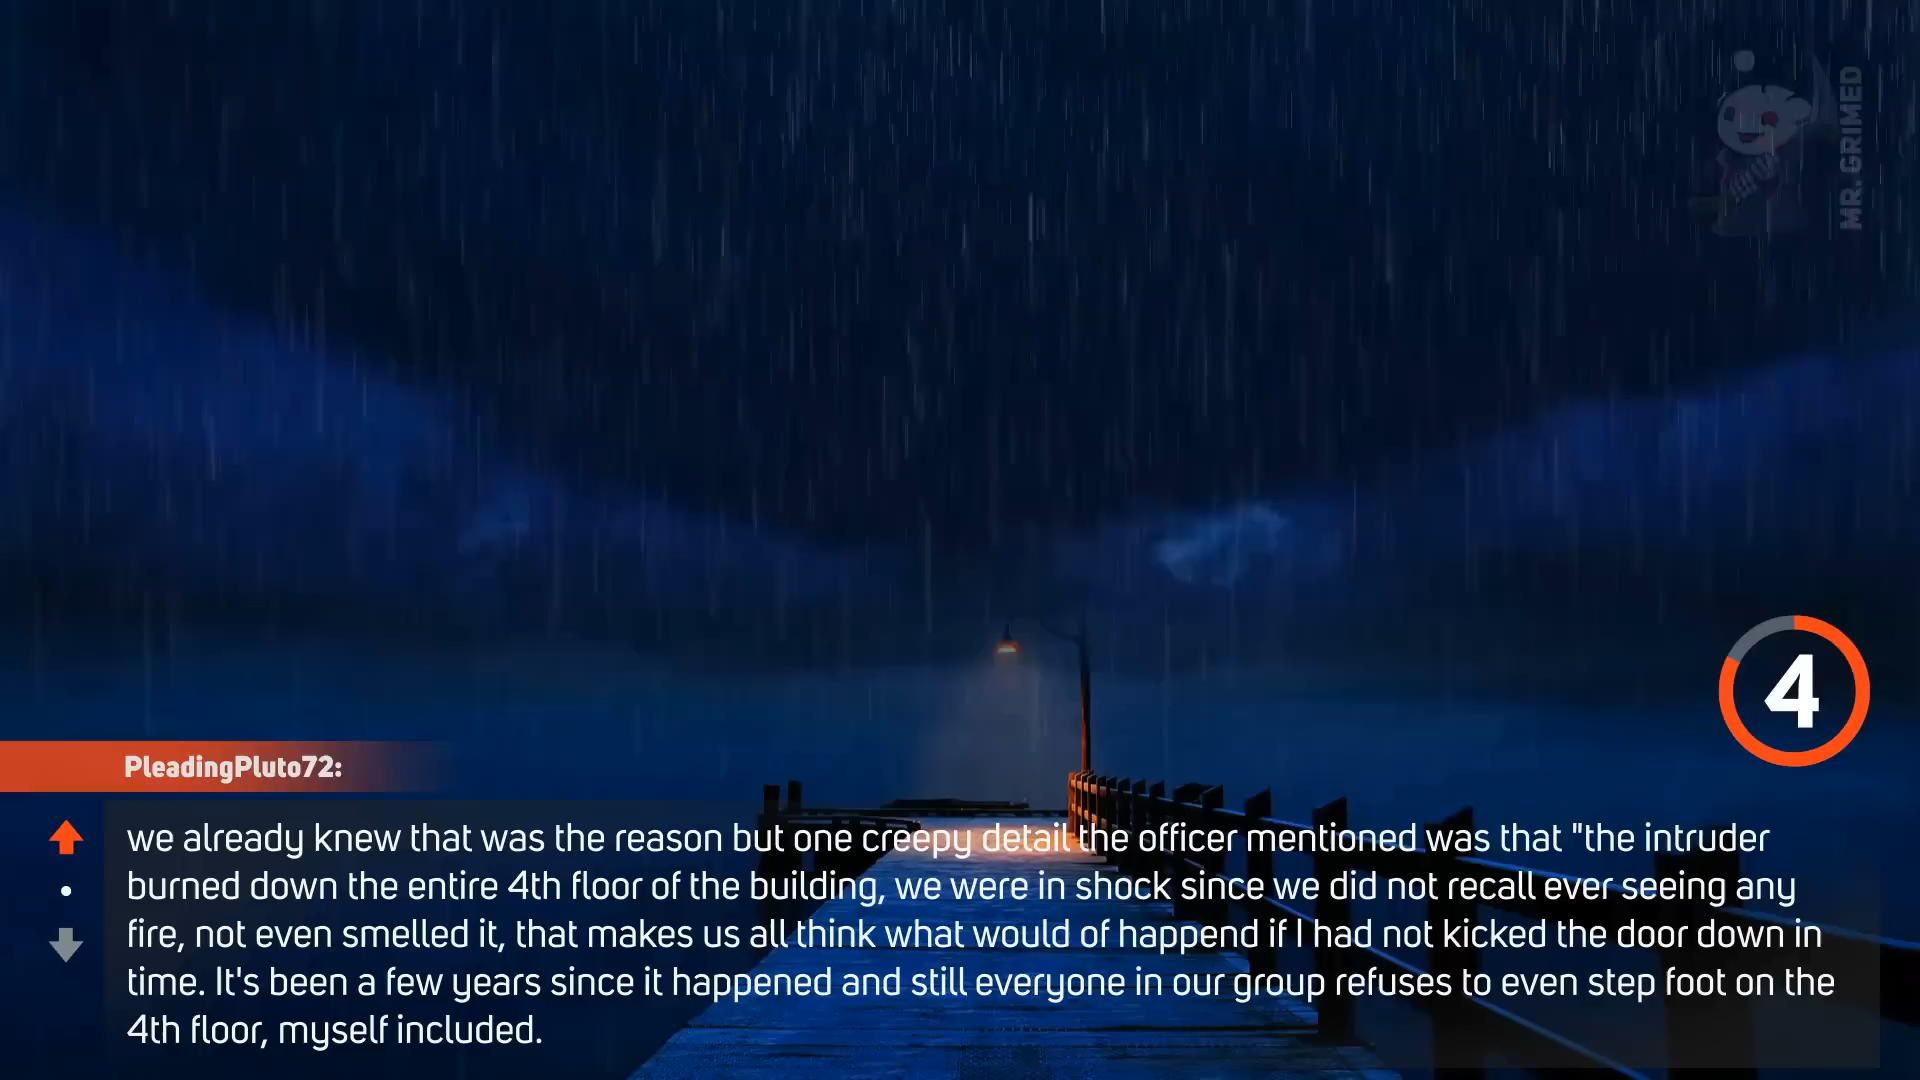 MR. GRIMED
4
PleadingPluto72:
we already knew that was the reason but one creepy detail the officer mentioned was that "the intruder
burned down the entire 4th floor of the building, we were in shock since we did not recall ever seeing any
fire, not even smelled it, that makes us all think what would of happend if I had not kicked the door down in
time. It's been a few years since it happened and still everyone in our group refuses to even step foot on the
4th floor, myself included.